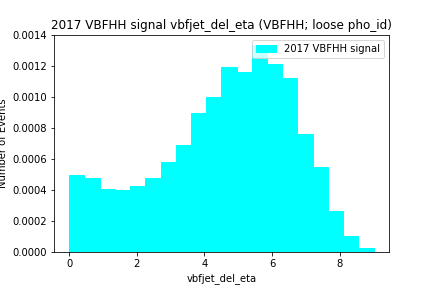 2017 VBFHH signal vbfjet_del_eta (VBFHH; loose pho_id)
2017 VBFHH signal
0.0014
0.0012
0.0010
0.0008
0.0006
0.0004
0.0002
0.0000
Number of Events
0 2 4 6 8
vbfjet_del_eta